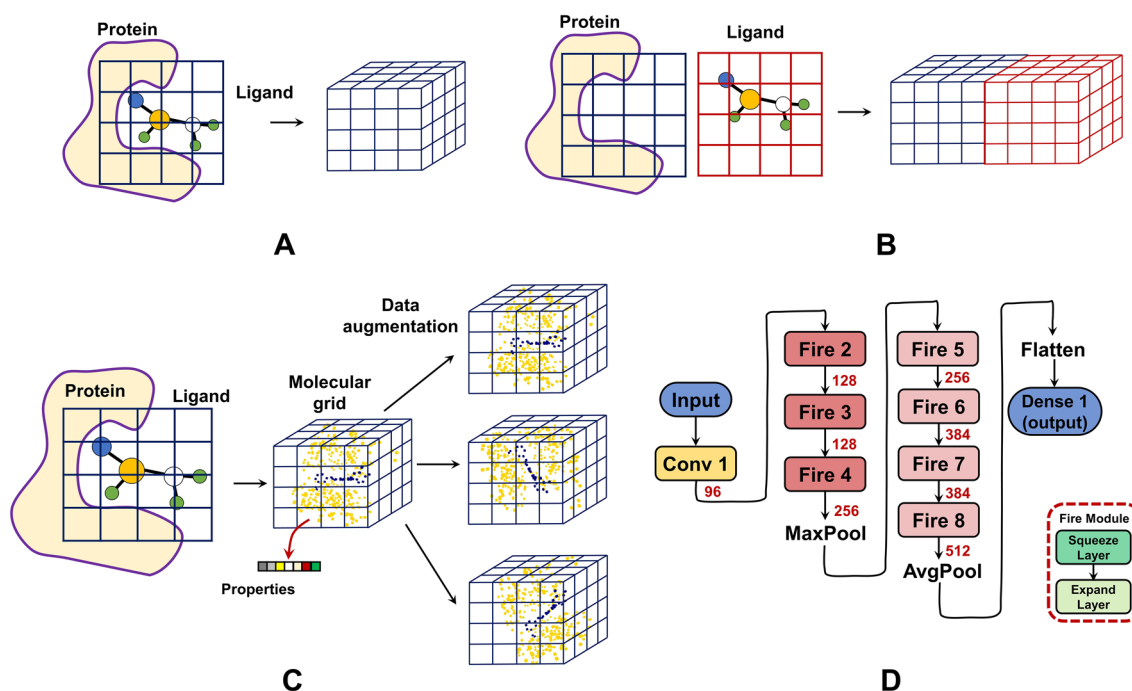 Protein
Ligand
A
Protein
Ligand
B
Data
augmentation
Protein
Ligand
Molecular
grid
Properties
C
Input
Conv 1
96
Fire 2
128
Fire 3
128
Fire 4
256
MaxPool
Fire 5
256
Fire 6
384
Fire 7
384
Fire 8
512
AvgPool
Flatten
Dense 1
(output)
Fire Module
Squeeze
Layer
Expand
Layer
D